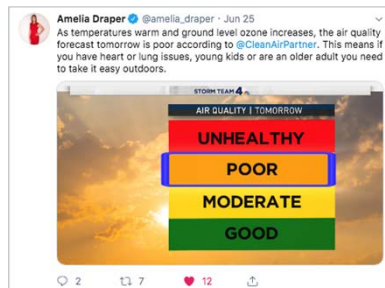 Amelia Draper @amelia_draper · Jun 25
As temperatures warm and ground level ozone increases, the air quality
forecast tomorrow is poor according to @CleanAirPartner. This means if
you have heart or lung issues, young kids or are an older adult you need
to take it easy outdoors.
STORM TEAM 4
AIR QUALITY | TOMORROW
UNHEALTHY
POOR
MODERATE
GOOD
2 7 12